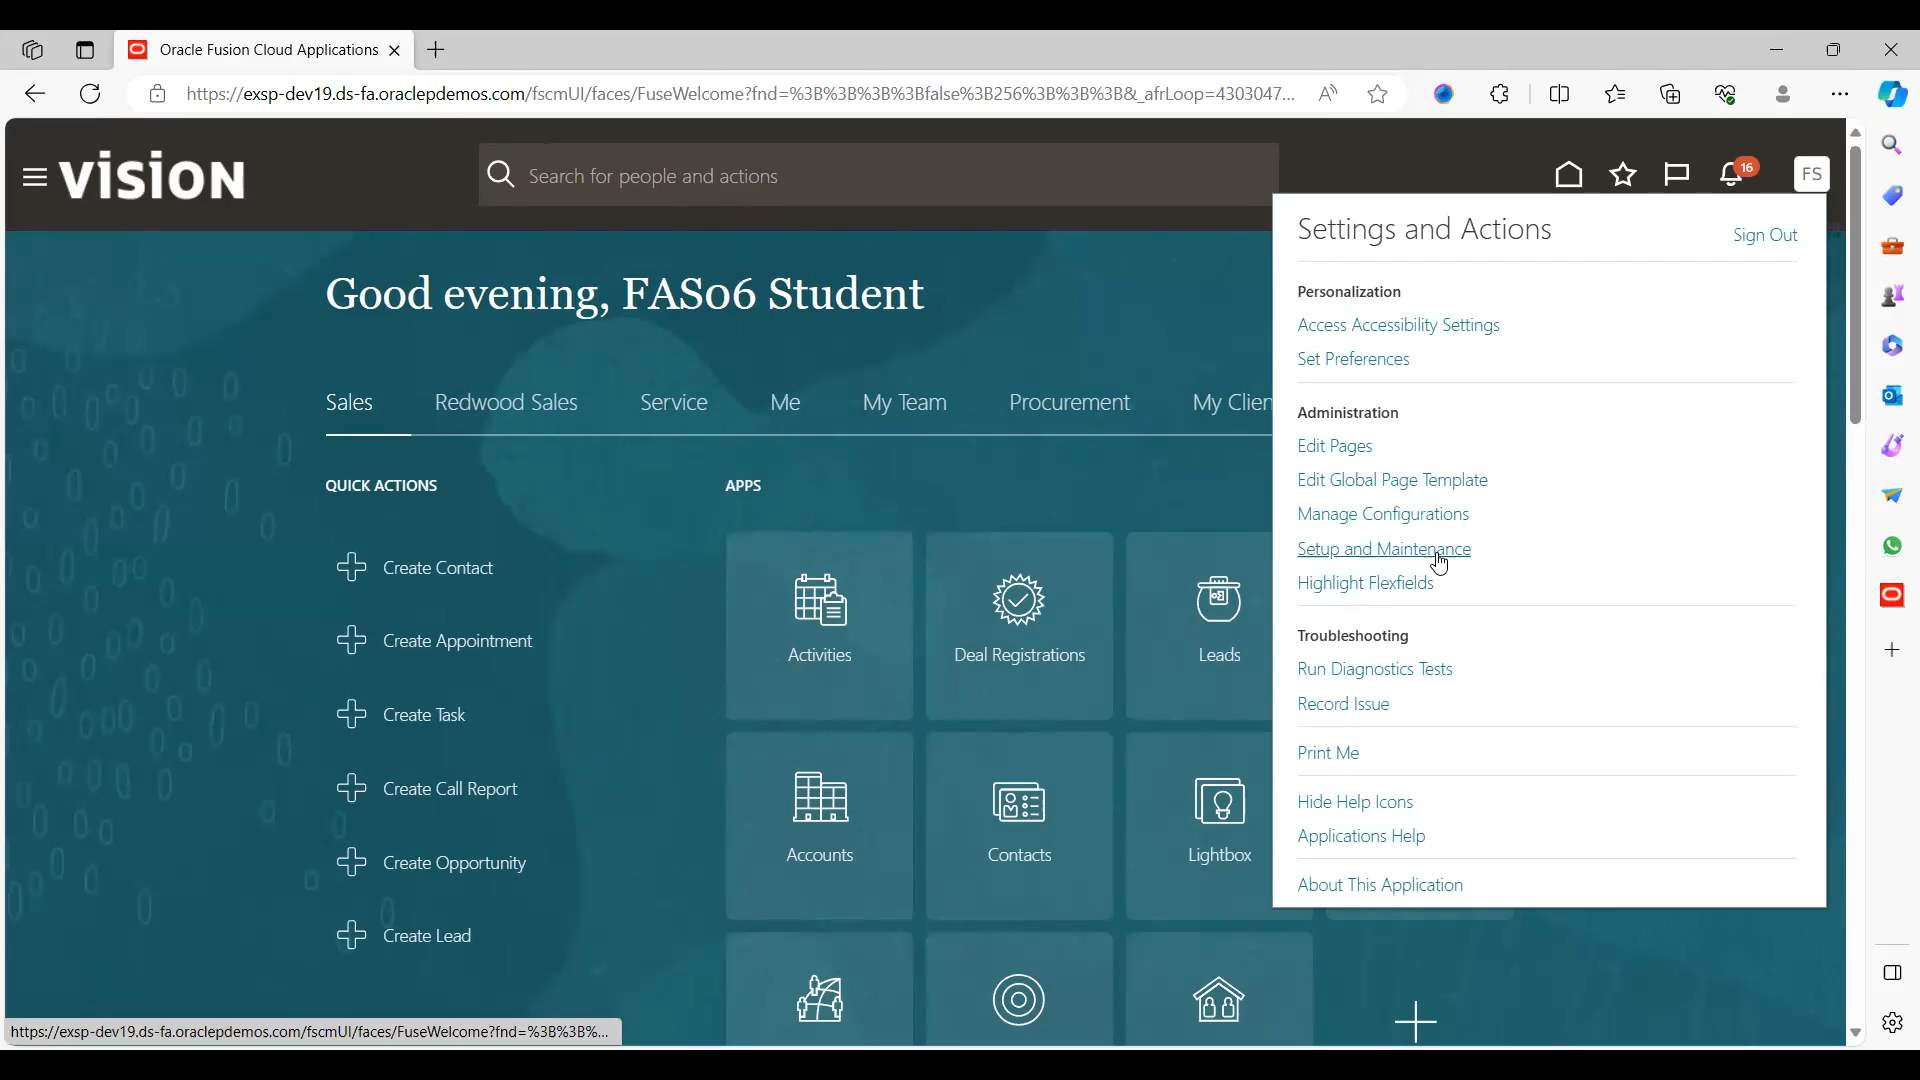 Oracle Fusion Cloud Applications
https://exsp-dev19.ds-fa.oraclepdemos.com/fscmUI/faces/FuseWelcome?fnd=%3B%3B%3B%3Bfalse%3B256%3B%3B%3B&_afrLoop=4303047...
VISION
Search for people and actions
16
FS
Settings and Actions
Sign Out
Personalization
Access Accessibility Settings
Set Preferences
Administration
Edit Pages
Edit Global Page Template
Manage Configurations
Setup and Maintenance
Highlight Flexfields
Troubleshooting
Run Diagnostics Tests
Record Issue
Print Me
Hide Help Icons
Applications Help
About This Application
Good evening, FAS06 Student
Sales
Redwood Sales
Service
Me
My Team
Procurement
My Clien
QUICK ACTIONS
Create Contact
Create Appointment
Create Task
Create Call Report
Create Opportunity
Create Lead
APPS
Activities
Deal Registrations
Leads
Accounts
Contacts
Lightbox
https://exsp-dev19.ds-fa.oraclepdemos.com/fscmUI/faces/FuseWelcome?fnd=%3B%3B%...